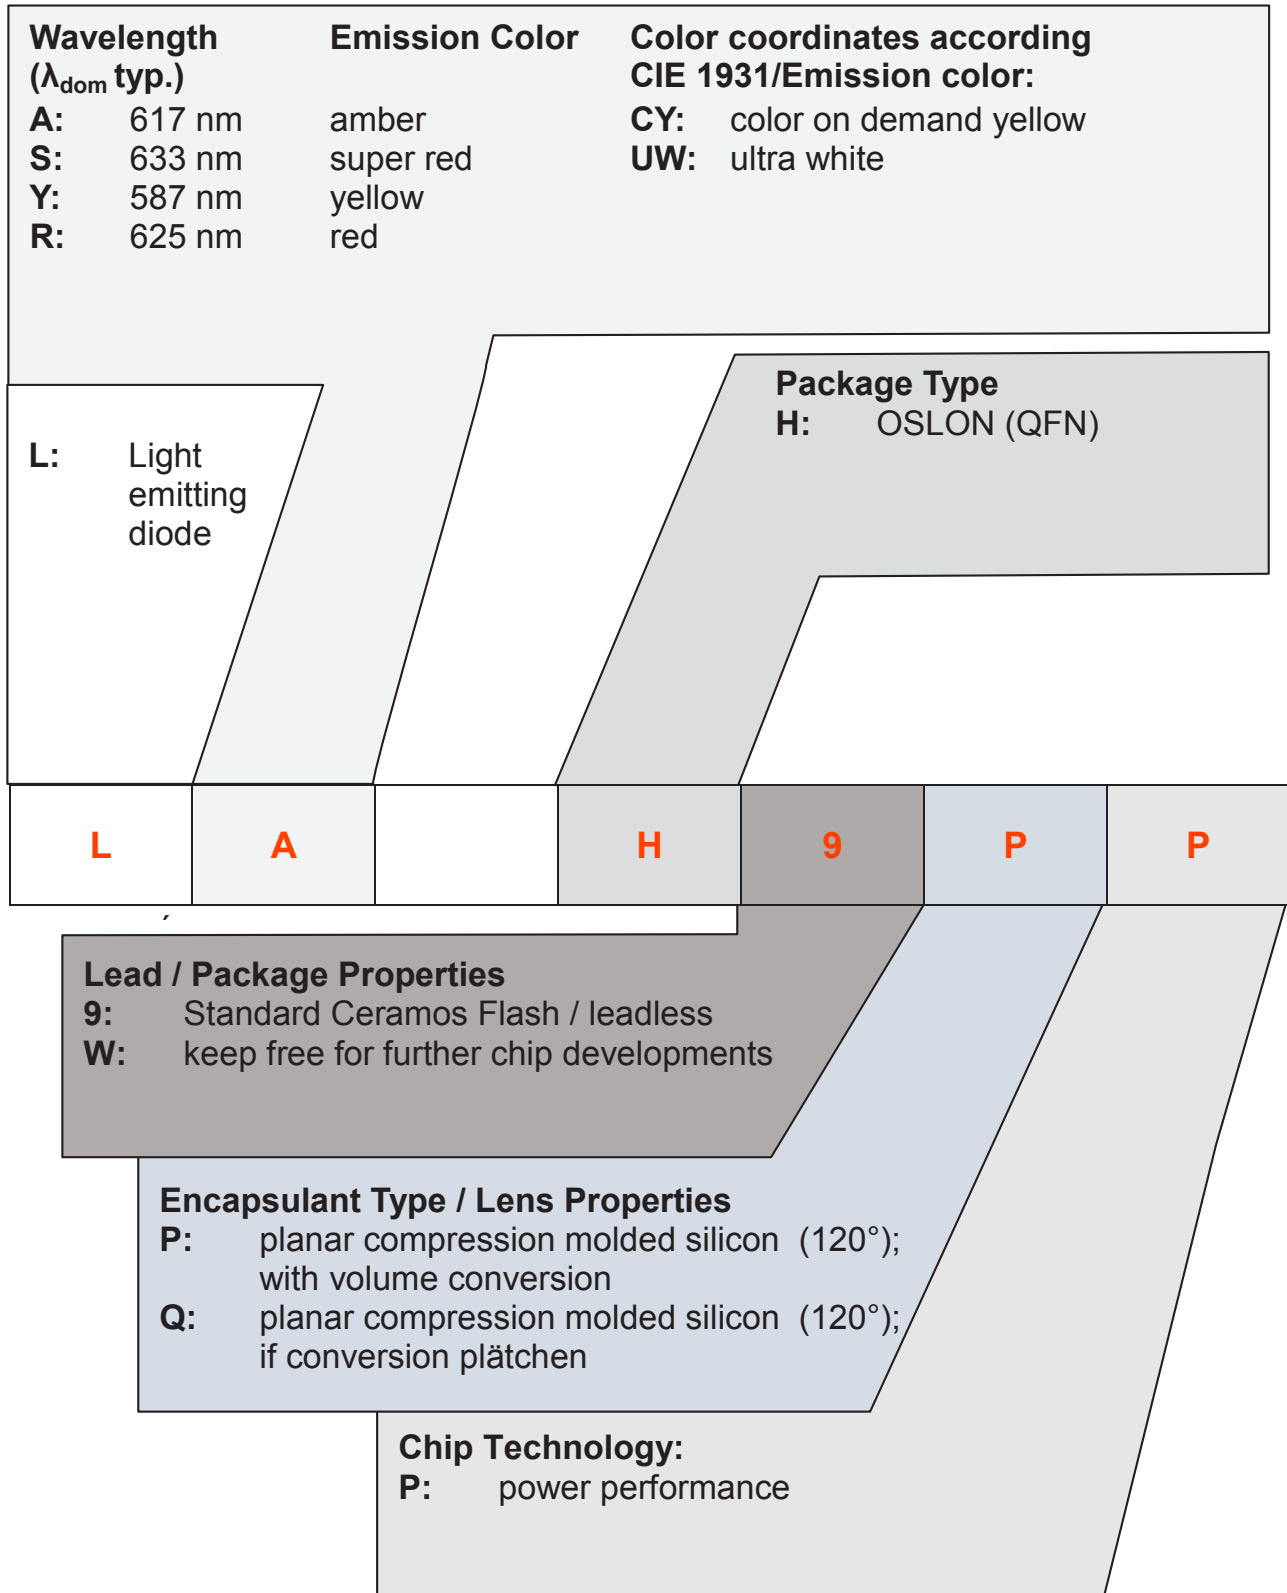 Wavelength Emission Color Color coordinates according
(λdom typ.) CIE 1931/Emission color:
A: 617 nm amber CY: color on demand yellow
S: 633 nm super red UW: ultra white
Y: 587 nm yellow
R: 625 nm red
Package Type
H: OSLON (QFN)
L: Light
emitting
diode
L A H 9 P P
Lead / Package Properties
9: Standard Ceramos Flash / leadless
W: keep free for further chip developments
Encapsulant Type / Lens Properties
P: planar compression molded silicon (120°);
with volume conversion
Q: planar compression molded silicon (120°);
if conversion plätchen
Chip Technology:
P: power performance